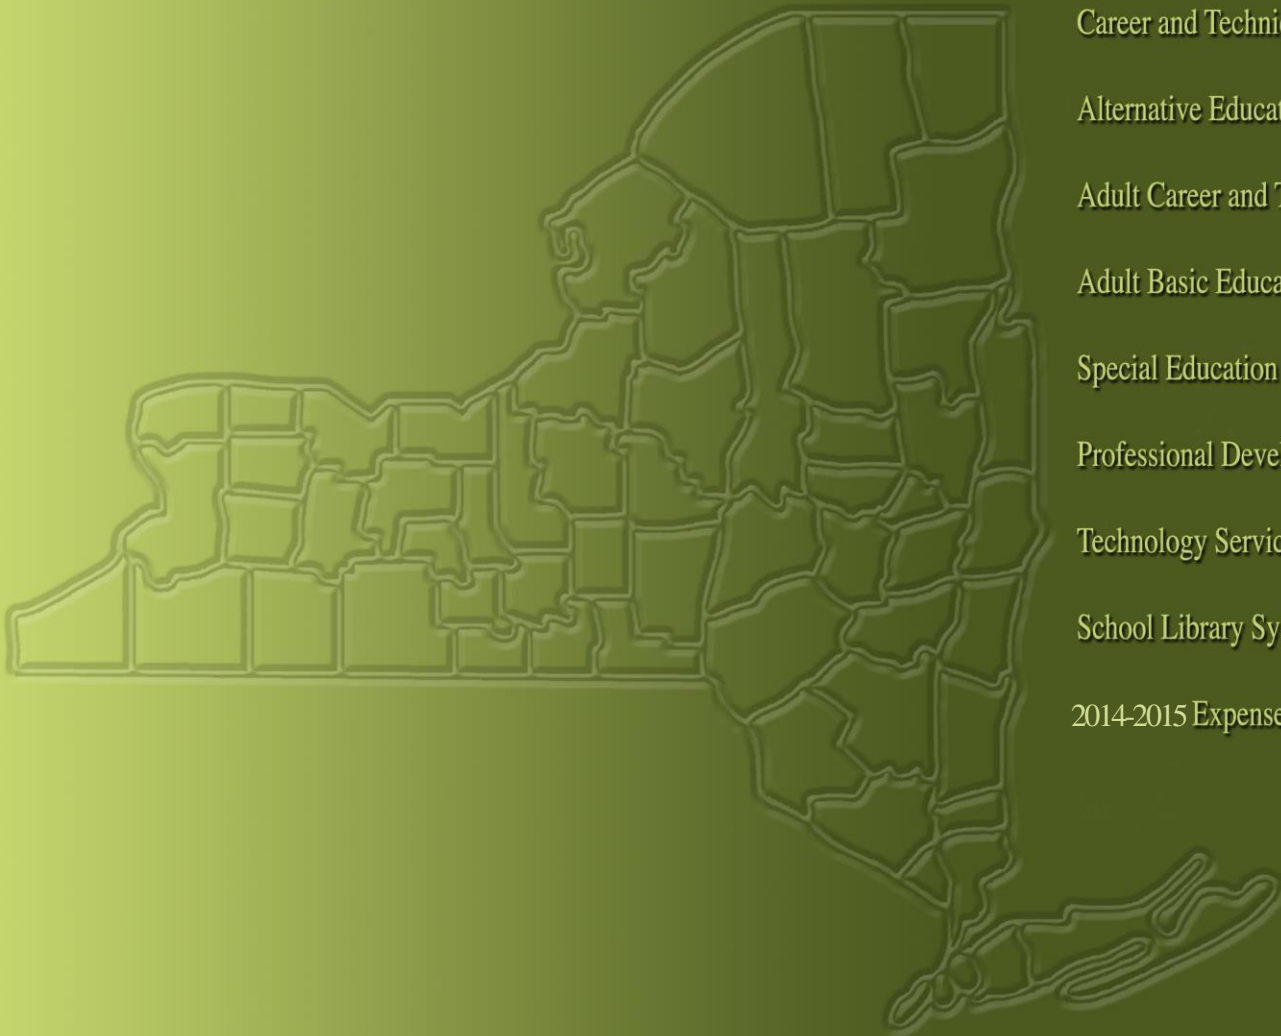 Career and Techni
Alternative Educat
Adult Career and T
Adult Basic Educa
Special Education
Professional Deve
Technology Servic
School Library Sy
2014-2015 Expense